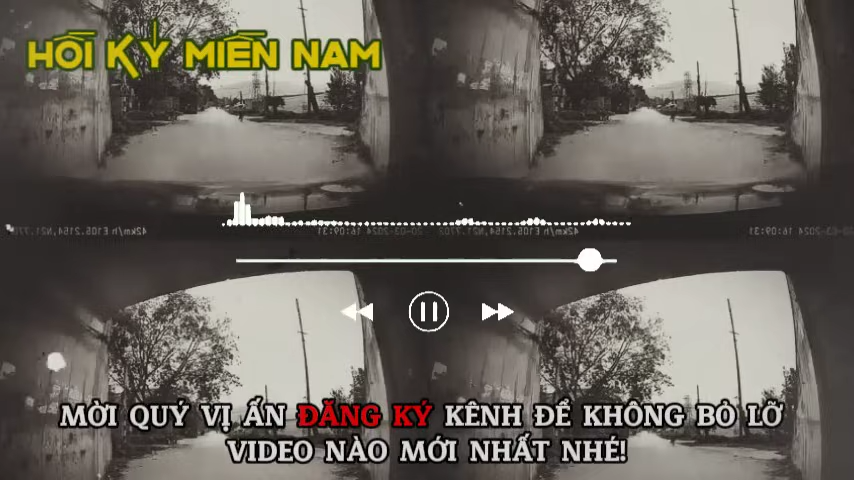 HỒI KÝ MIỀN NAM
MỜI QUÝ VỊ ẤN ĐĂNG KÝ KÊNH ĐỂ KHÔNG BỎ LỠ
VIDEO NÀO MỚI NHẤT NHÉ!